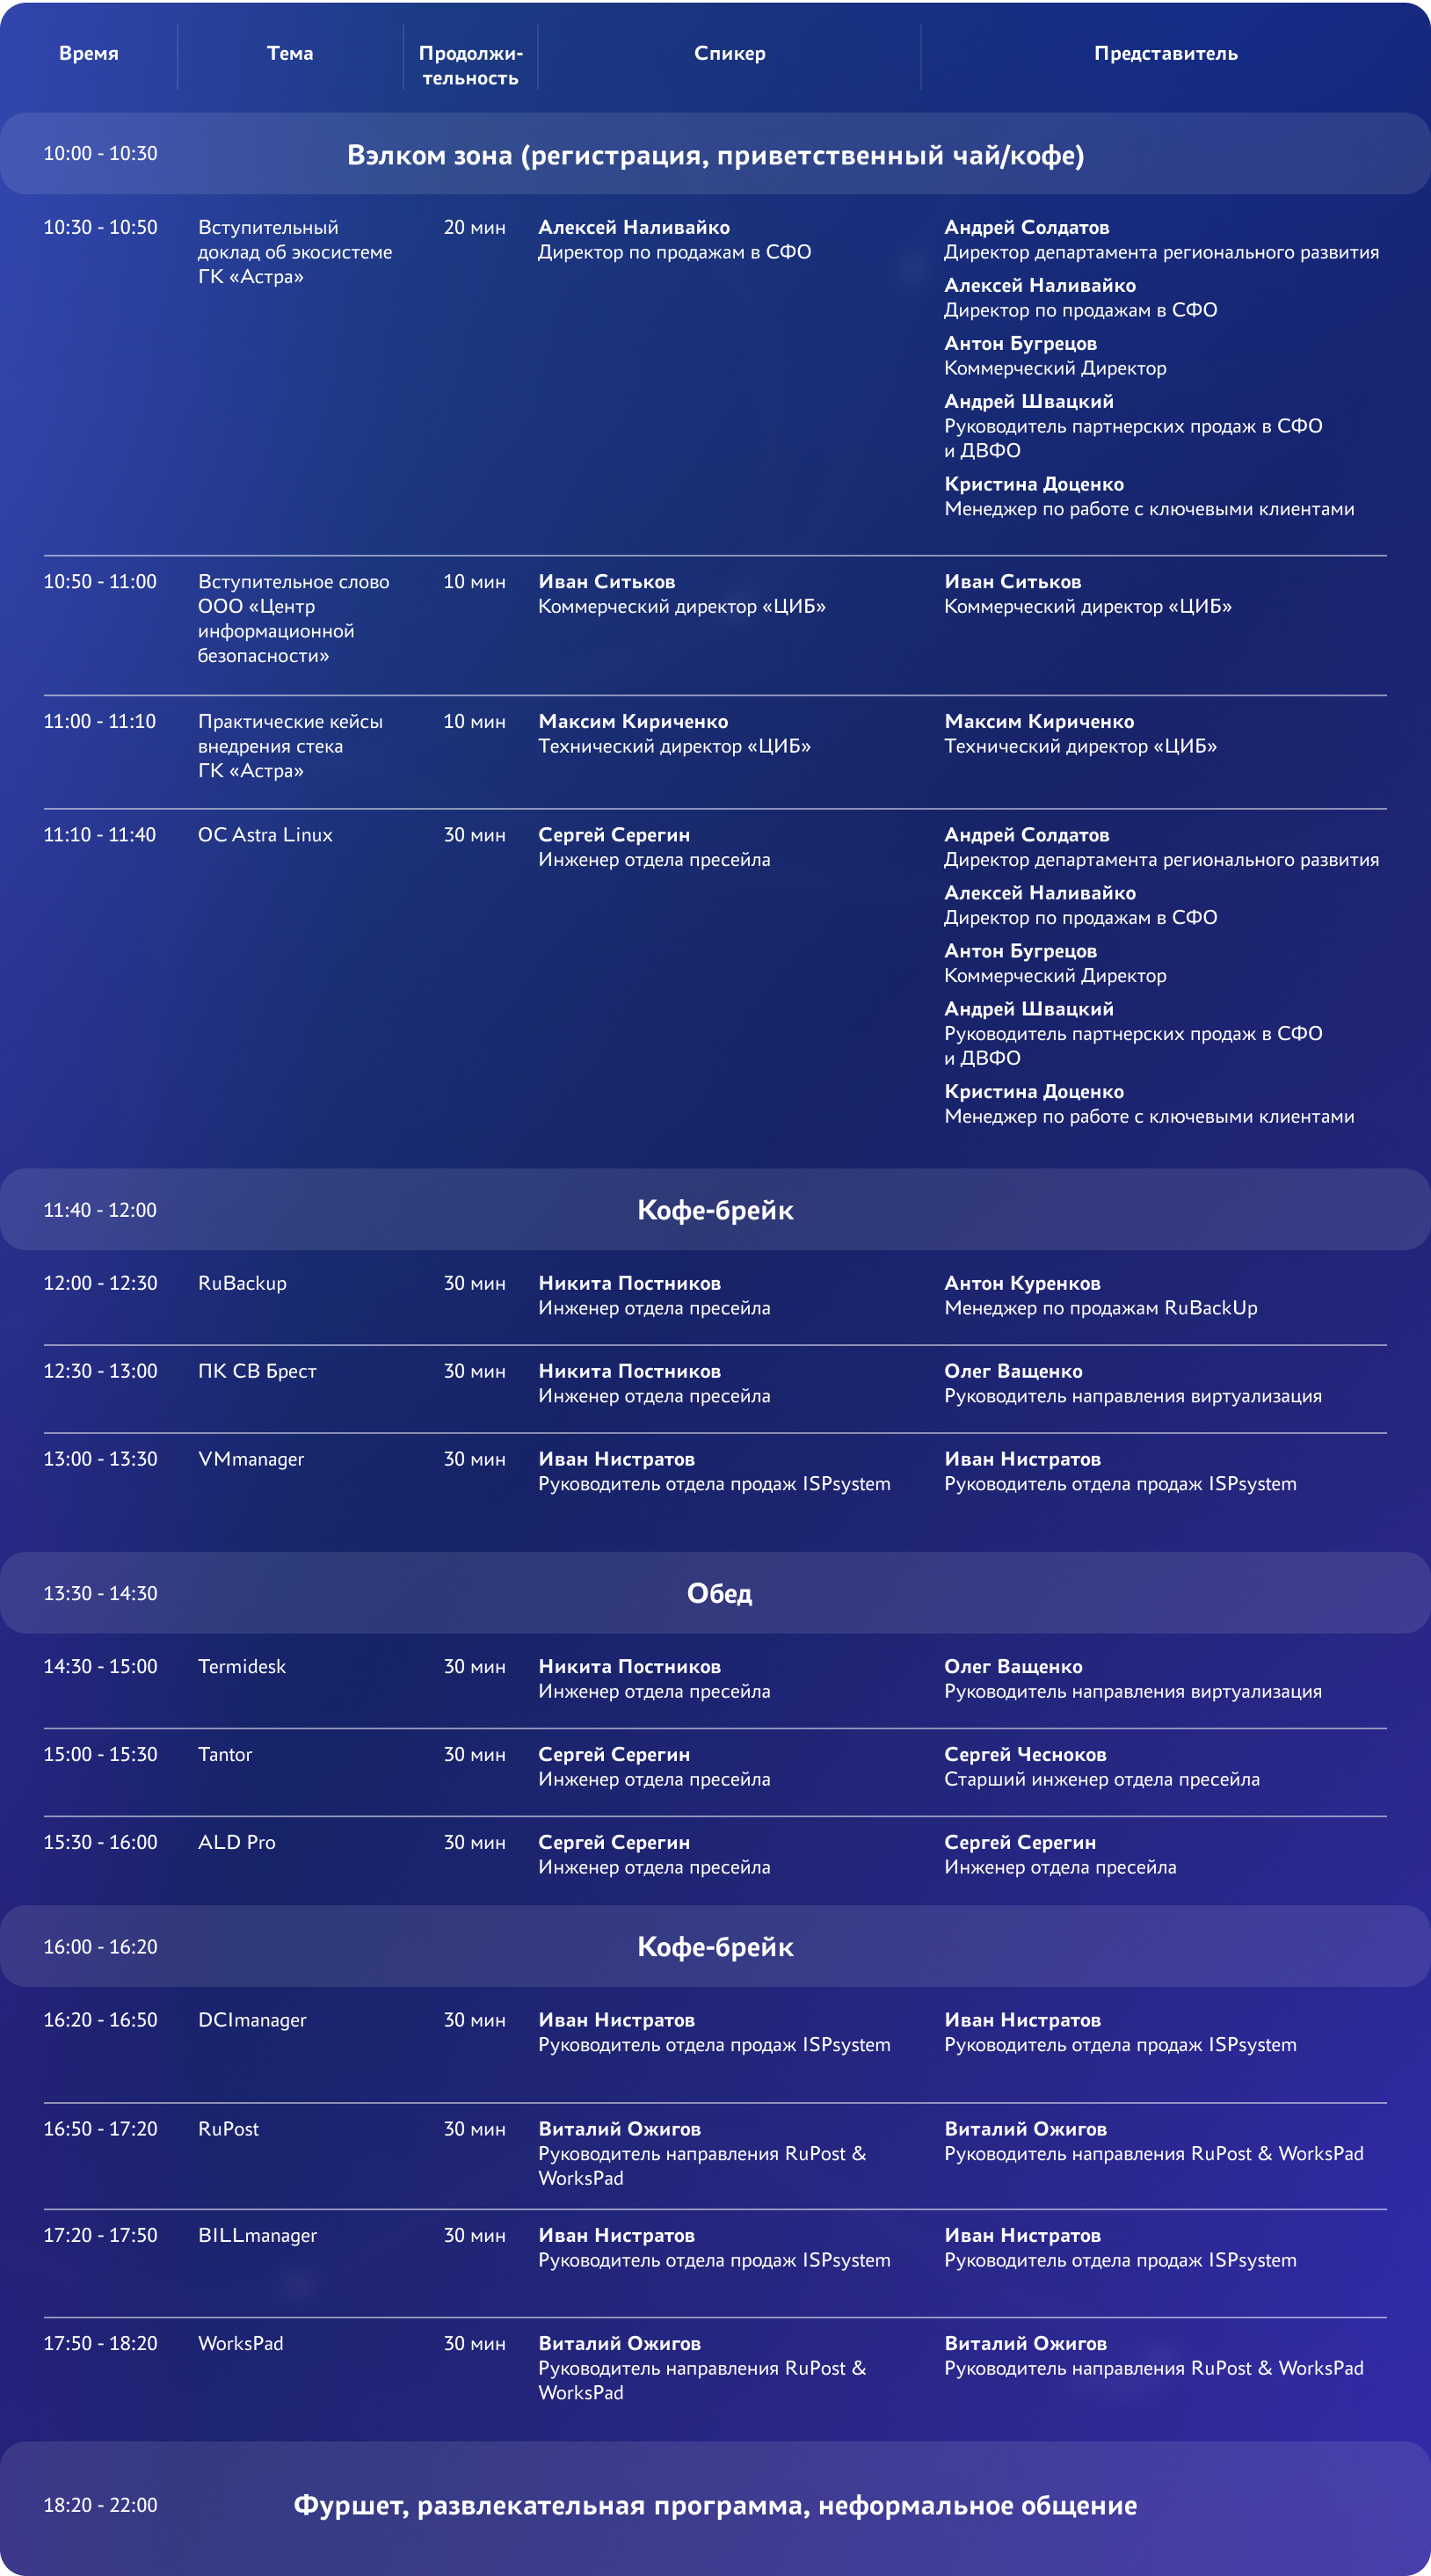 Время
Тема
Продолжи-
тельность
Спикер
Представитель
10:00 - 10:30
Вэлком зона (регистрация, приветственный чай/кофе)
10:30 - 10:50
Вступительный
доклад об экосистеме
ГК «Астра»
20 мин
Алексей Наливайко
Директор по продажам в СФО
Андрей Солдатов
Директор департамента регионального развития
Алексей Наливайко
Директор по продажам в СФО
Антон Бугрецов
Коммерческий Директор
Андрей Швацкий
Руководитель партнерских продаж в СФО
и ДВФО
Кристина Доценко
Менеджер по работе с ключевыми клиентами
10:50 - 11:00
Вступительное слово
ООО «Центр
информационной
безопасности»
10 мин
Иван Ситьков
Коммерческий директор «ЦИБ»
Иван Ситьков
Коммерческий директор «ЦИБ»
11:00 - 11:10
Практические кейсы
внедрения стека
ГК «Астра»
10 мин
Максим Кириченко
Технический директор «ЦИБ»
Максим Кириченко
Технический директор «ЦИБ»
11:10 - 11:40
ОС Astra Linux
30 мин
Сергей Серегин
Инженер отдела пресейла
Андрей Солдатов
Директор департамента регионального развития
Алексей Наливайко
Директор по продажам в СФО
Антон Бугрецов
Коммерческий Директор
Андрей Швацкий
Руководитель партнерских продаж в СФО
и ДВФО
Кристина Доценко
Менеджер по работе с ключевыми клиентами
11:40 - 12:00
Кофе-брейк
12:00 - 12:30
RuBackup
30 мин
Никита Постников
Инженер отдела пресейла
Антон Куренков
Менеджер по продажам RuBackUp
12:30 - 13:00
ПК СВ Брест
30 мин
Никита Постников
Инженер отдела пресейла
Олег Ващенко
Руководитель направления виртуализация
13:00 - 13:30
VMmanager
30 мин
Иван Нистратов
Руководитель отдела продаж ISPsystem
Иван Нистратов
Руководитель отдела продаж ISPsystem
13:30 - 14:30
Обед
14:30 - 15:00
Termidesk
30 мин
Никита Постников
Инженер отдела пресейла
Олег Ващенко
Руководитель направления виртуализация
15:00 - 15:30
Tantor
30 мин
Сергей Серегин
Инженер отдела пресейла
Сергей Чесноков
Старший инженер отдела пресейла
15:30 - 16:00
ALD Pro
30 мин
Сергей Серегин
Инженер отдела пресейла
Сергей Серегин
Инженер отдела пресейла
16:00 - 16:20
Кофе-брейк
16:20 - 16:50
DCImanager
30 мин
Иван Нистратов
Руководитель отдела продаж ISPsystem
Иван Нистратов
Руководитель отдела продаж ISPsystem
16:50 - 17:20
RuPost
30 мин
Виталий Ожигов
Руководитель направления RuPost &
WorksPad
Виталий Ожигов
Руководитель направления RuPost & WorksPad
17:20 - 17:50
BILLmanager
30 мин
Иван Нистратов
Руководитель отдела продаж ISPsystem
Иван Нистратов
Руководитель отдела продаж ISPsystem
17:50 - 18:20
WorksPad
30 мин
Виталий Ожигов
Руководитель направления RuPost &
WorksPad
Виталий Ожигов
Руководитель направления RuPost & WorksPad
18:20 - 22:00
Фуршет, развлекательная программа, неформальное общение